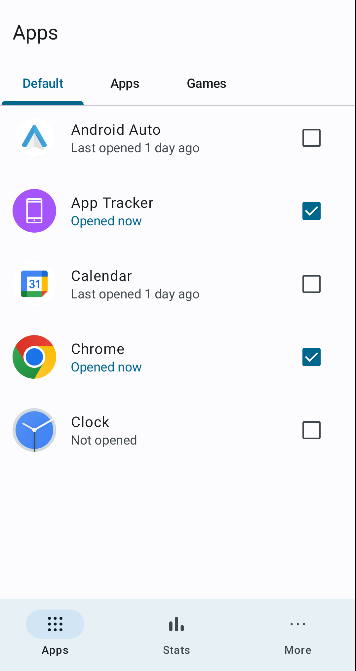 Apps
Default
Apps
Games
Android Auto
Last opened 1 day ago
App Tracker
Opened now
31
Calendar
Last opened 1 day ago
Chrome
Opened now
Clock
Not opened
Apps
Stats
More